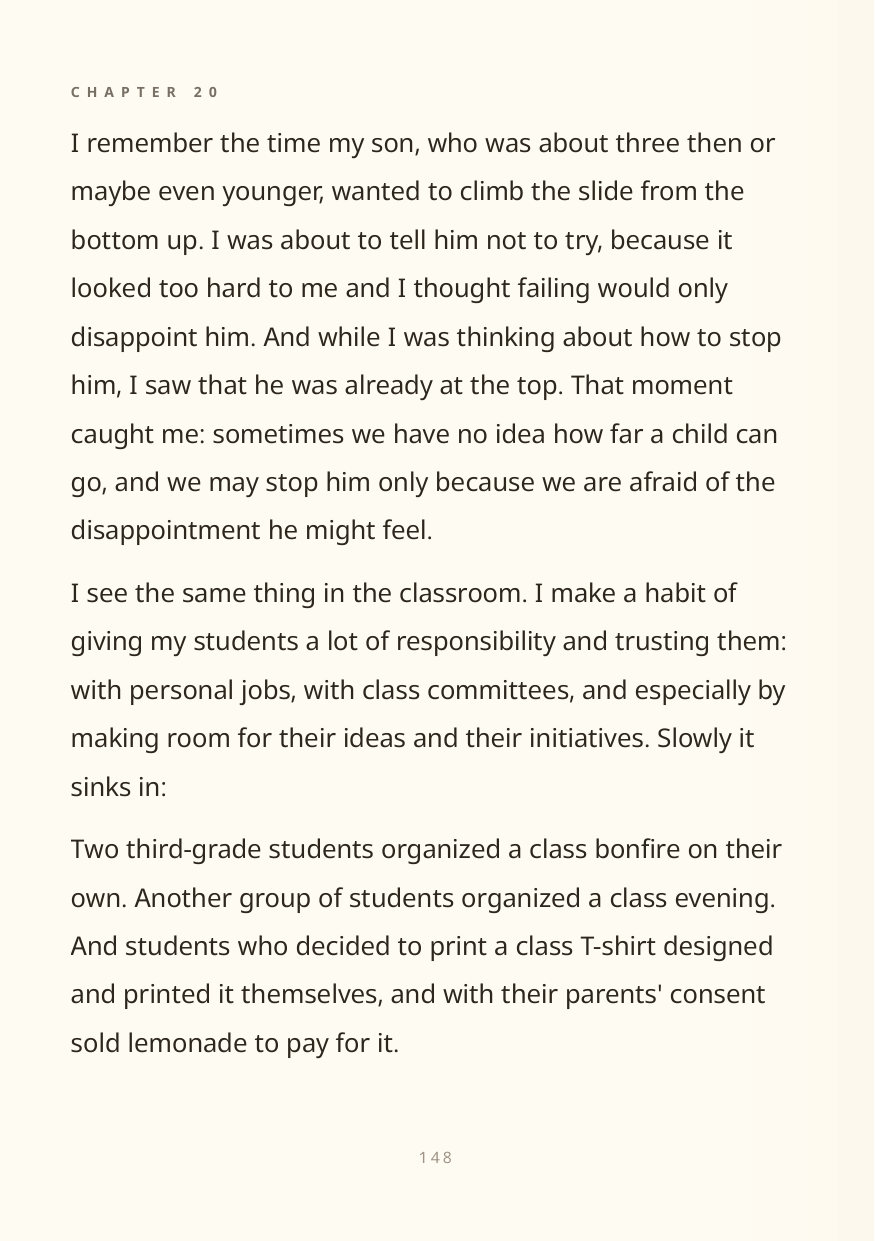 CHAPTER 20
I remember the time my son, who was about three then or
maybe even younger, wanted to climb the slide from the
bottom up. I was about to tell him not to try, because it
looked too hard to me and I thought failing would only
disappoint him. And while I was thinking about how to stop
him, I saw that he was already at the top. That moment
caught me: sometimes we have no idea how far a child can
go, and we may stop him only because we are afraid of the
disappointment he might feel.
I see the same thing in the classroom. I make a habit of
giving my students a lot of responsibility and trusting them:
with personal jobs, with class committees, and especially by
making room for their ideas and their initiatives. Slowly it
sinks in:
Two third-grade students organized a class bonfire on their
own. Another group of students organized a class evening.
And students who decided to print a class T-shirt designed
and printed it themselves, and with their parents' consent
sold lemonade to pay for it.
148